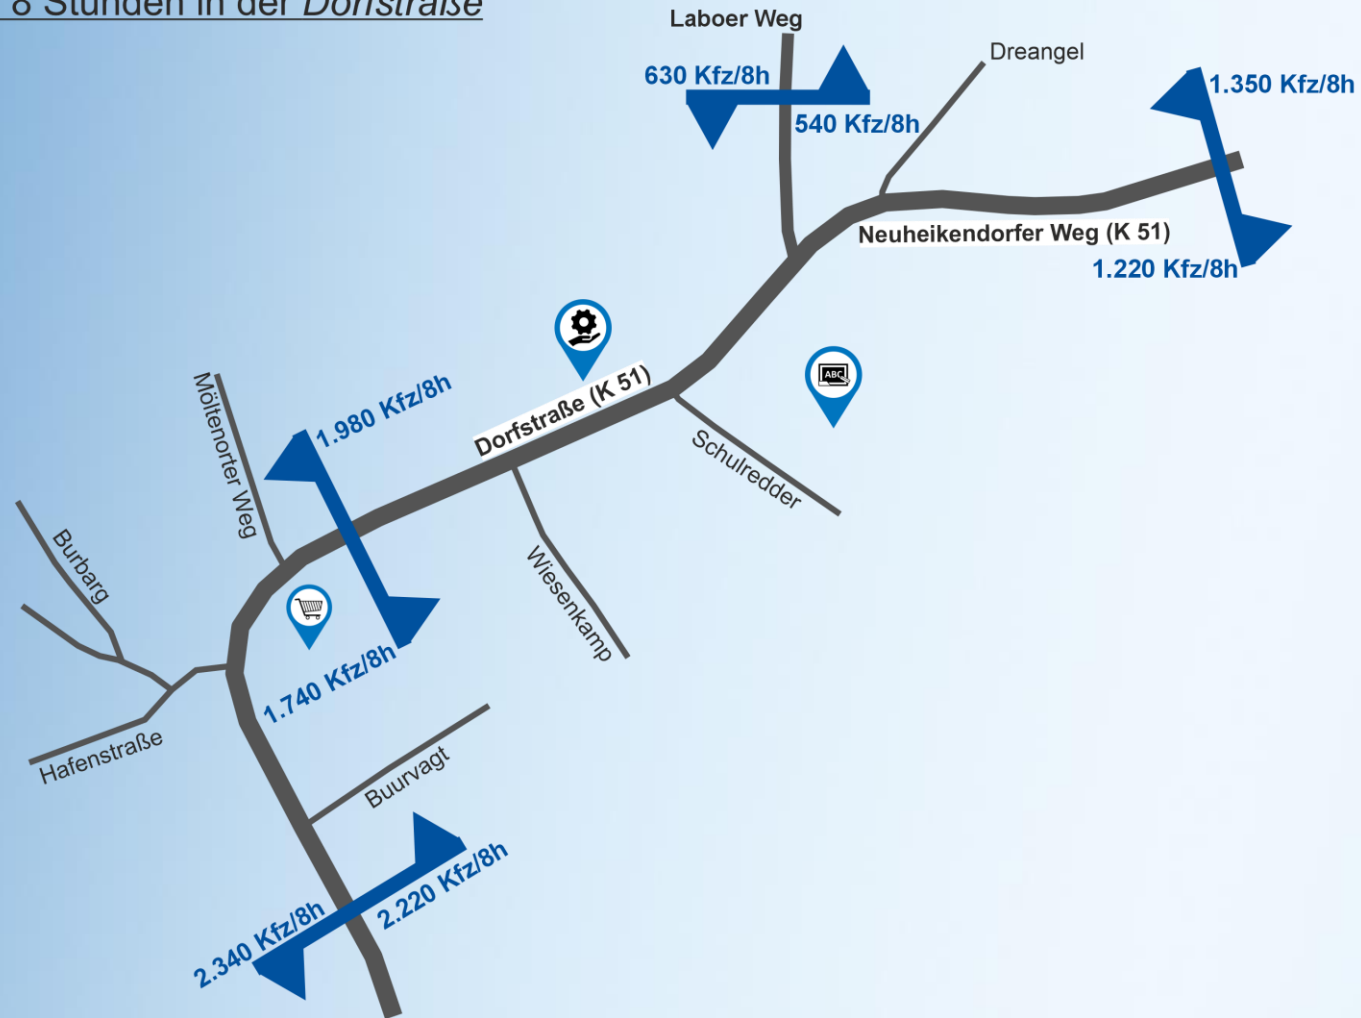 8 Stunden in der Dorfstraße
Laboer Weg
Dreangel
630 Kfz/8h
1.350 Kfz/8h
540 Kfz/8h
Neuheikendorfer Weg (K 51)
1.220 Kfz/8h
ABC
Möltenorter Weg
1.980 Kfz/8h
Dorfstraße (K 51)
Schulredder
Burbarg
Wiesenkamp
1.740 Kfz/8h
Hafenstraße
Buurvagt
2.340 Kfz/8h
2.220 Kfz/8h